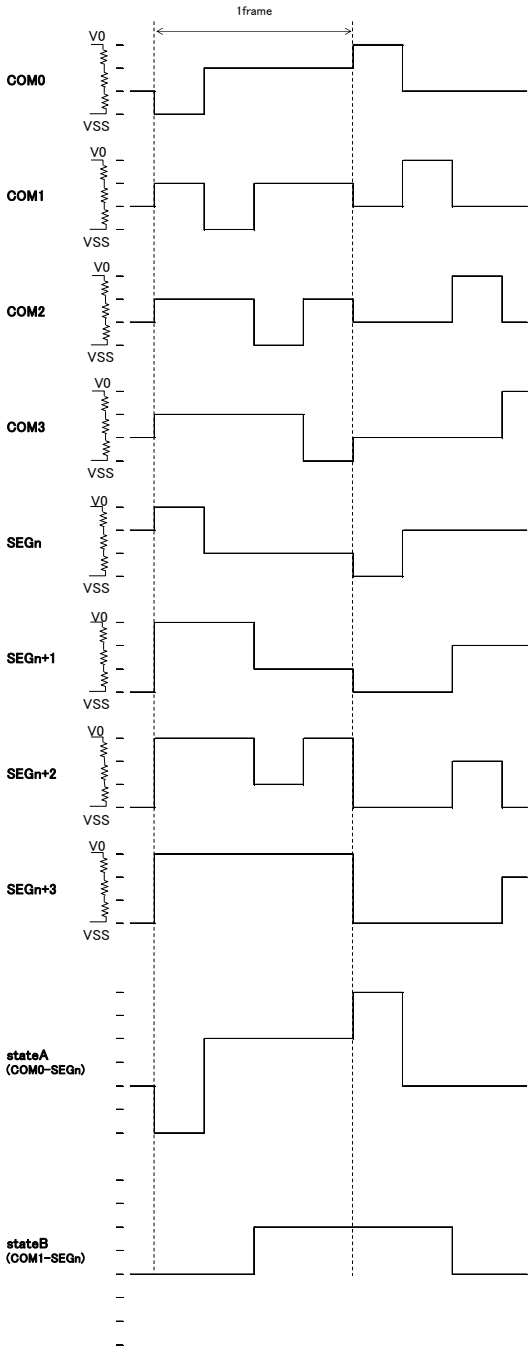 1frame
V0
COM0
VSS
V0
COM1
VSS
V0
COM2
VSS
V0
COM3
VSS
V0
SEGn
VSS
V0
SEGn+1
VSS
V0
SEGn+2
VSS
V0
SEGn+3
VSS
stateA
(COM0-SEGn)
stateB
(COM1-SEGn)